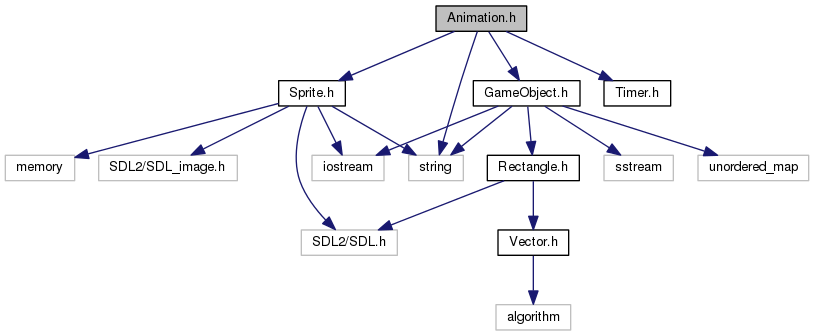 Animation.h
Sprite.h
GameObject.h
Timer.h
memory
SDL2/SDL_image.h
iostream
string
Rectangle.h
sstream
unordered_map
SDL2/SDL.h
Vector.h
algorithm